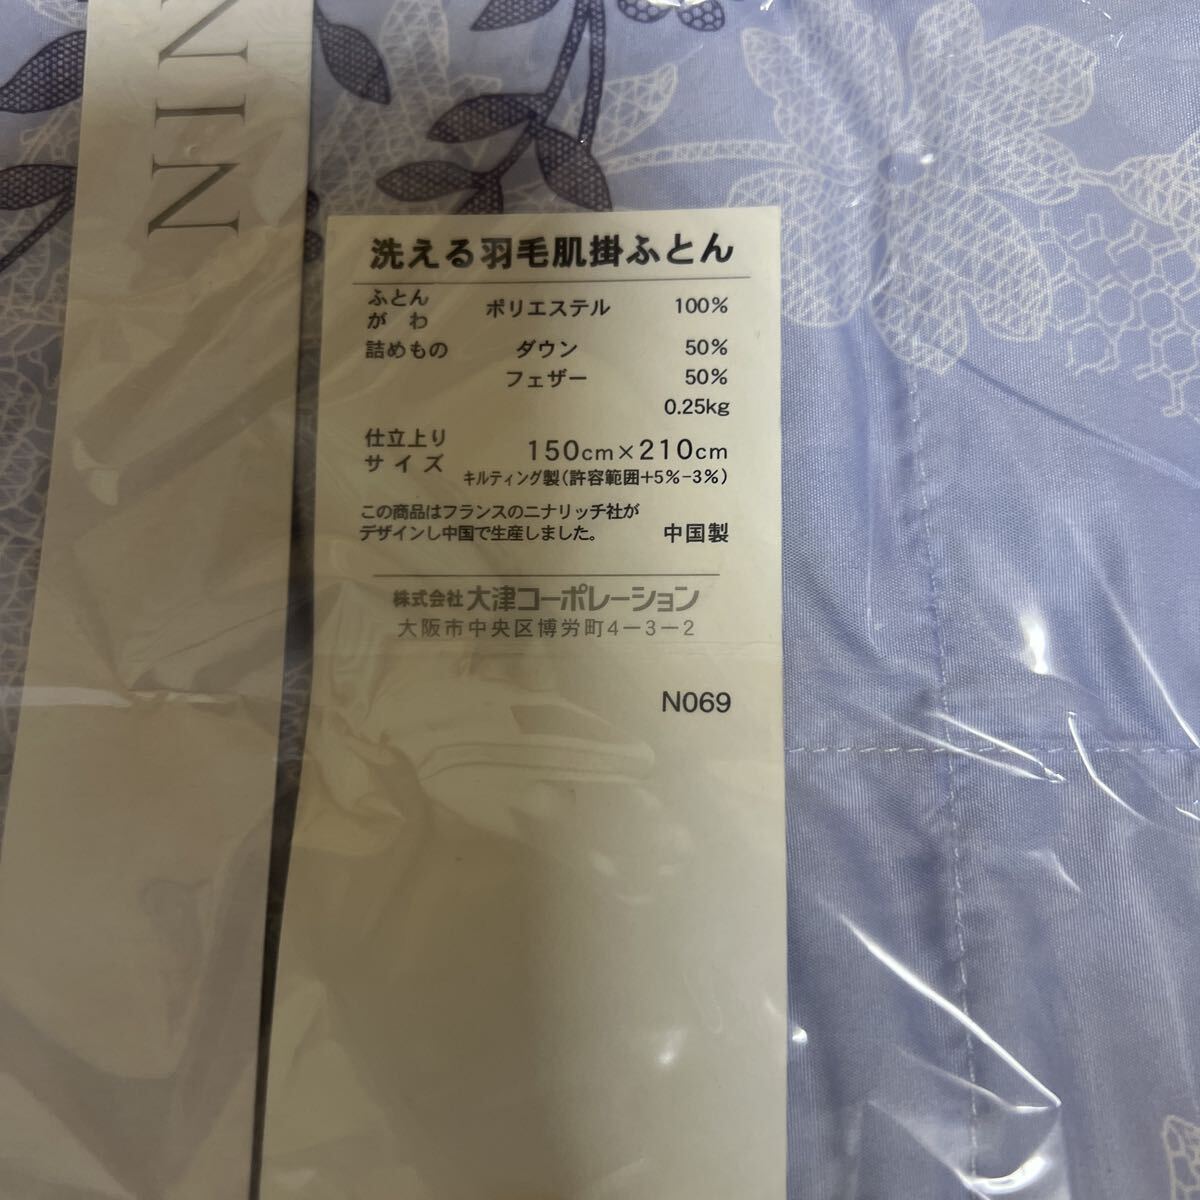 NIN
洗える羽毛肌掛ふとん
ふとんがわ ポリエステル 100%
詰めもの ダウン 50%
フェザー 50%
0.25kg
仕立上りサイズ 150cm×210cm
キルティング製(許容範囲+5%-3%)
この商品はフランスのニナリッチ社が
デザインし中国で生産しました。 中国製
株式会社 大津コーポレーション
大阪市中央区博労町4-3-2
N069